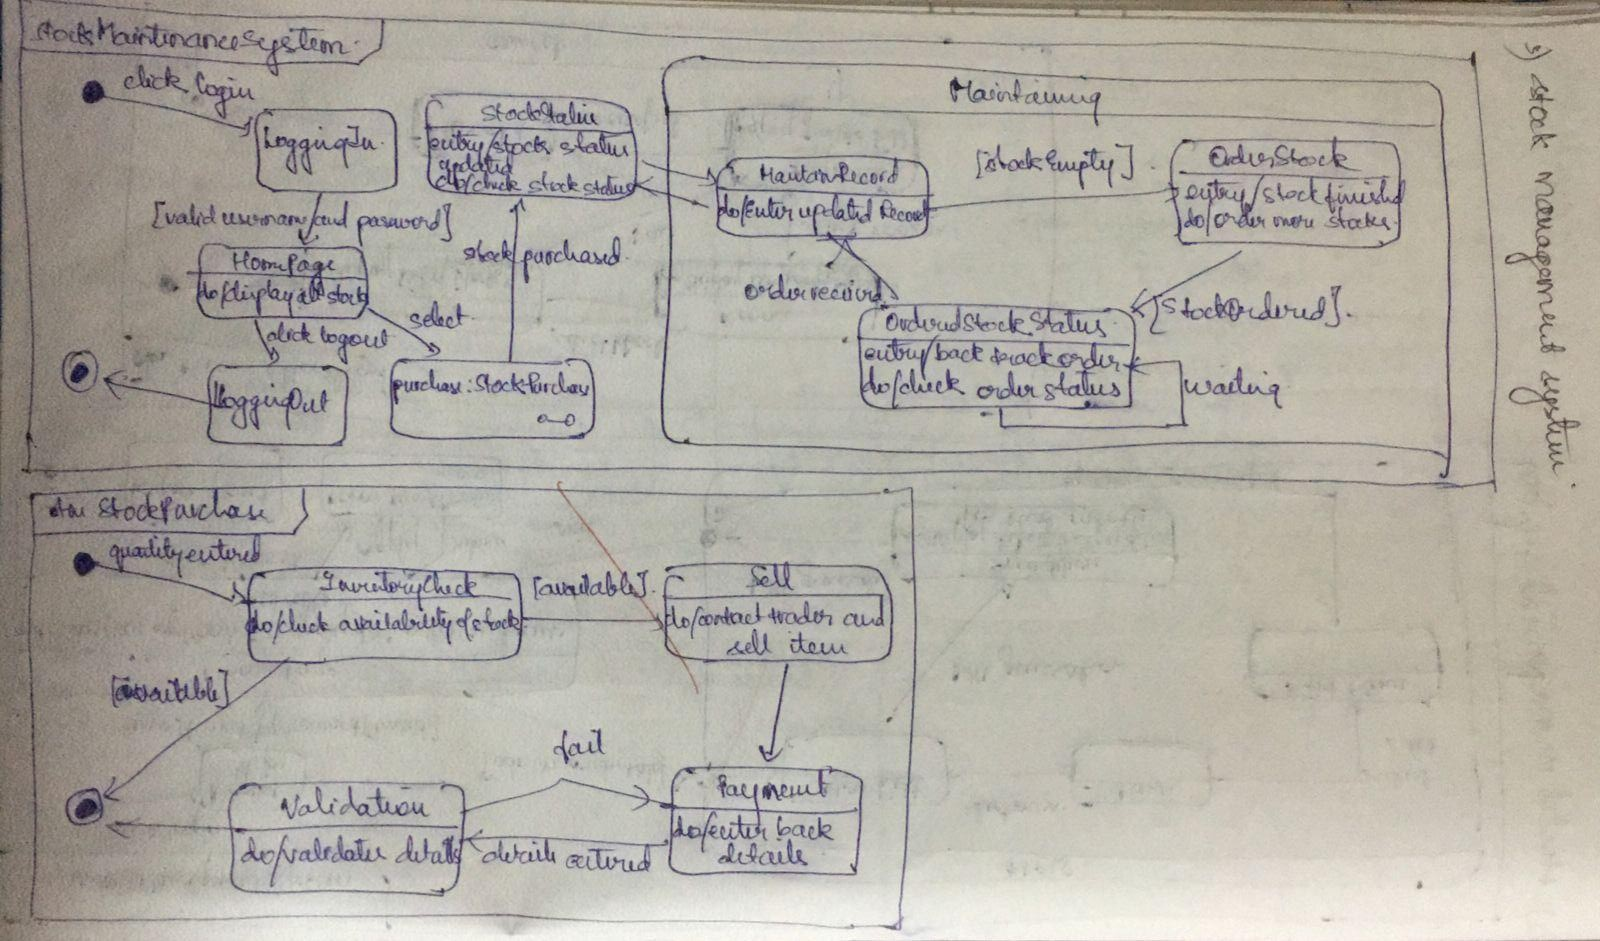 3) Stock management system
StocksMaintinanceSystem
click login
LoggingIn
[valid username and password]
HomePage
do/display all stock
click logout
LoggingOut
select
purchase: StockPurchase
stock purchased
entry/stocks status
updated
do/check stock status
Maintaining
MaintainRecord
do/Enter updated Record
[stockEmpty]
OrderStock
entry/stock finished
do/order more stocks
[StockOrdered]
OrderedStockStatus
entry/back track order
do/check order status
waiting
order received
StockPurchase
quantity entered
InventoryCheck
do/check availability of stock
[available]
Sell
do/contact trader and
sell item
Payment
do/enter back
details
details entered
fail
Validation
do/validates details